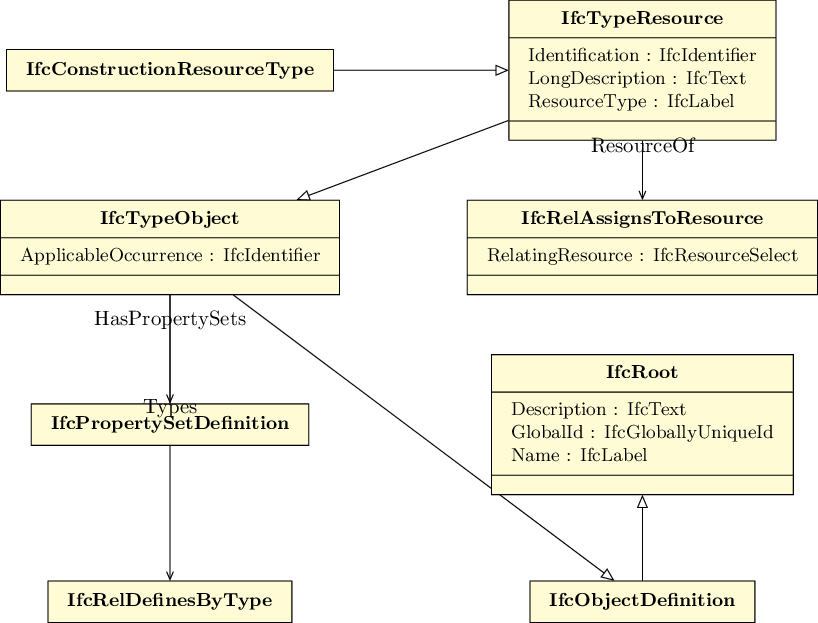 IfcTypeResource
Identification : IfcIdentifier
LongDescription : IfcText
ResourceType : IfcLabel
IfcConstructionResourceType
ResourceOf
IfcTypeObject
ApplicableOccurrence : IfcIdentifier
IfcRelAssignsToResource
RelatingResource : IfcResourceSelect
HasPropertySets
IfcRoot
Description : IfcText
GlobalId : IfcGloballyUniqueId
Name : IfcLabel
Types
IfcPropertySetDefinition
IfcRelDefinesByType
IfcObjectDefinition